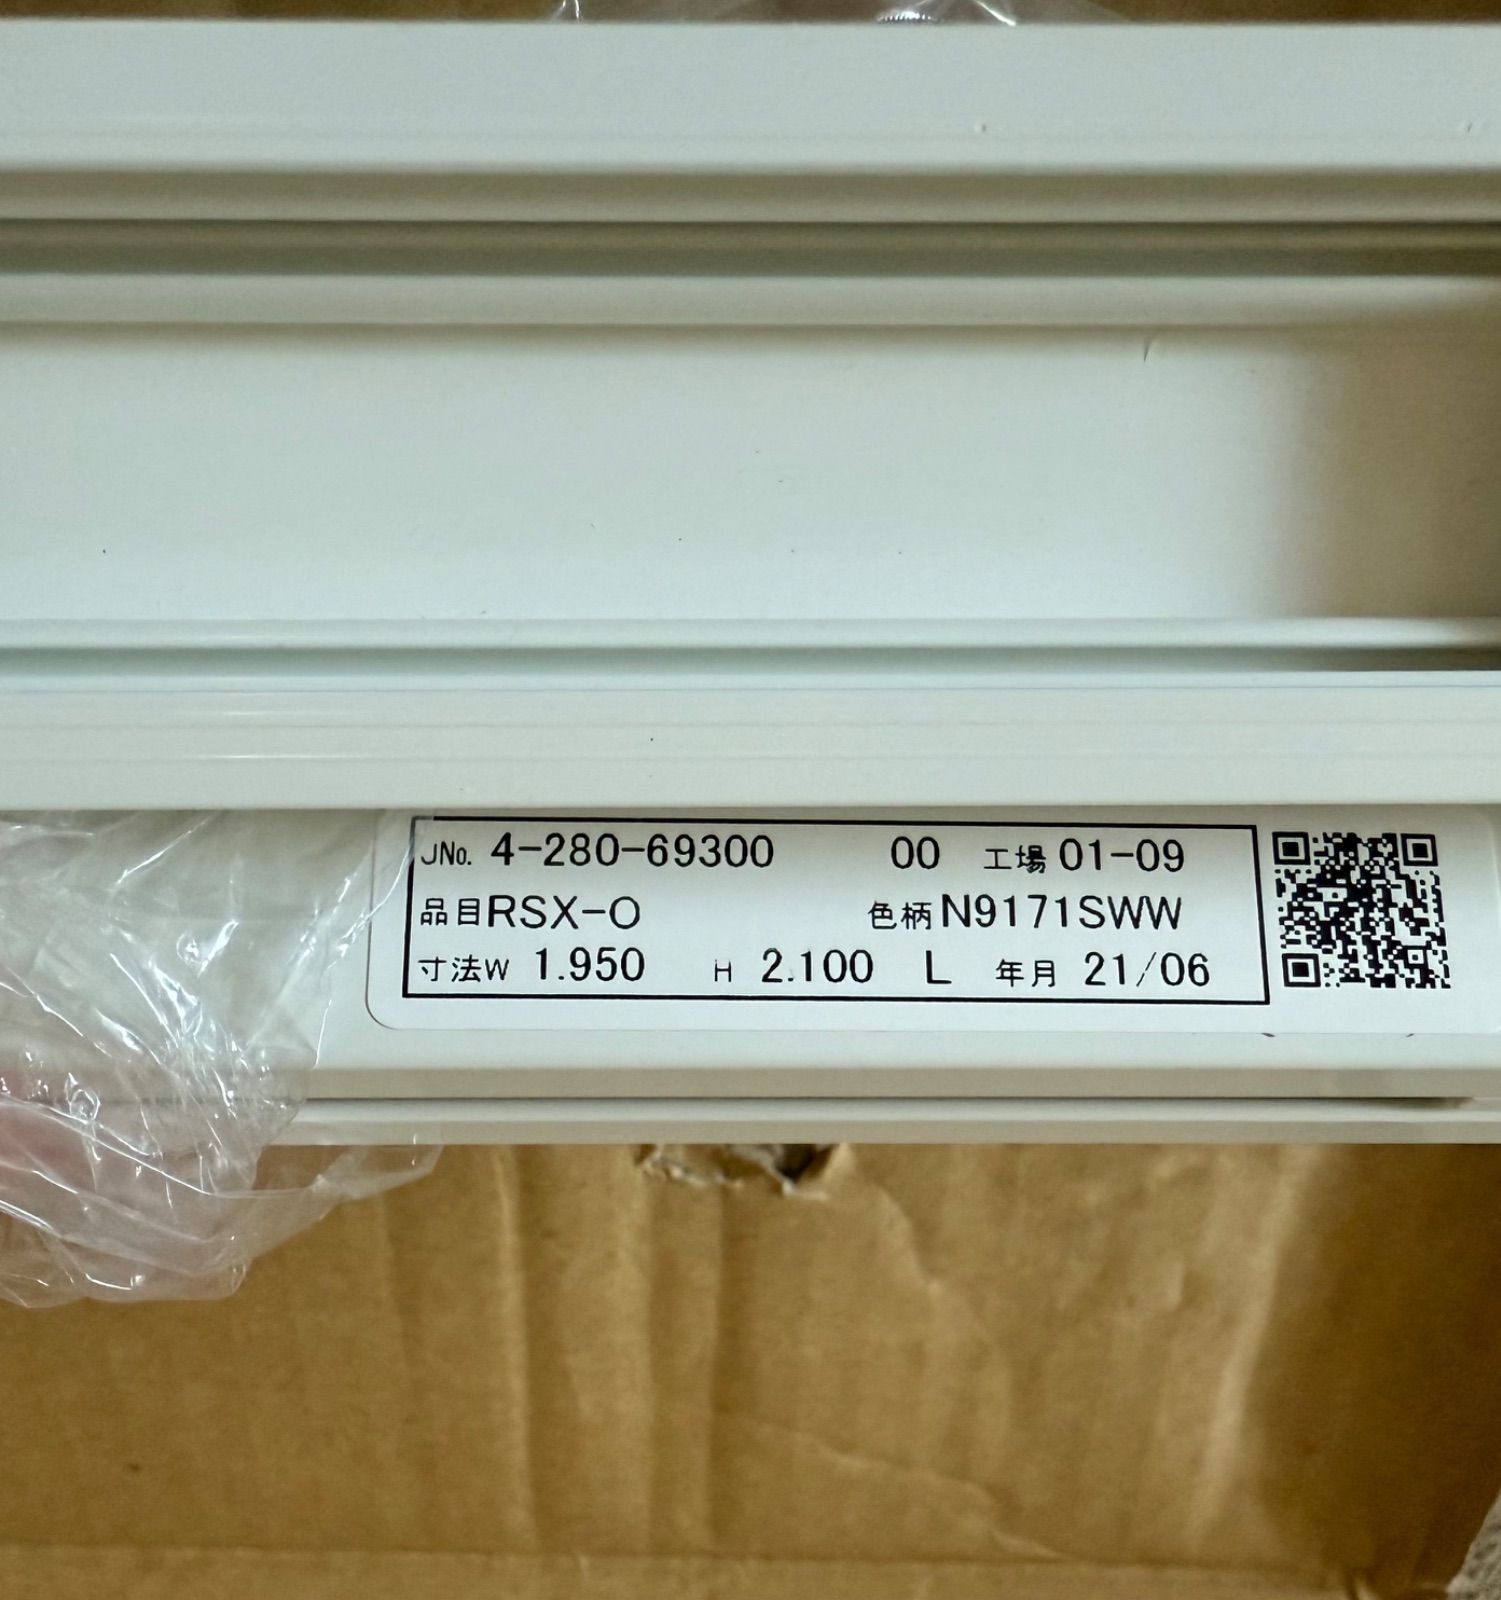 JNo. 4-280-69300 00 工場 01-09
品目 RSX-O 色柄 N9171SWW
寸法W 1.950 H 2.100 L 年月 21/06